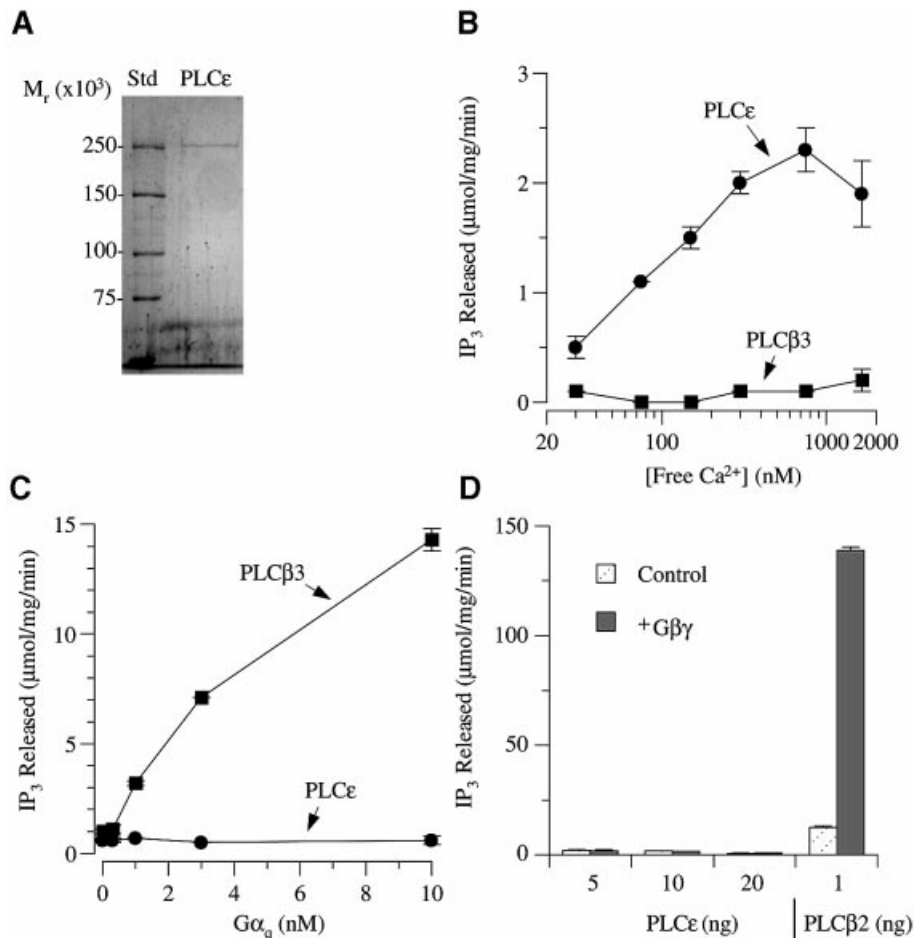 A
Std PLCε
Mr (x10³)
250
150
100
75
B
IP₃ Released (μmol/mg/min)
3
2
1
0
PLCε
PLCβ3
20 100 1000 2000
[Free Ca²⁺] (nM)
C
IP₃ Released (μmol/mg/min)
15
10
5
0
PLCβ3
PLCε
0 2 4 6 8 10
Gα_q (nM)
D
IP₃ Released (μmol/mg/min)
150
100
50
0
Control
+Gβγ
5 10 20 1
PLCε (ng) PLCβ2 (ng)